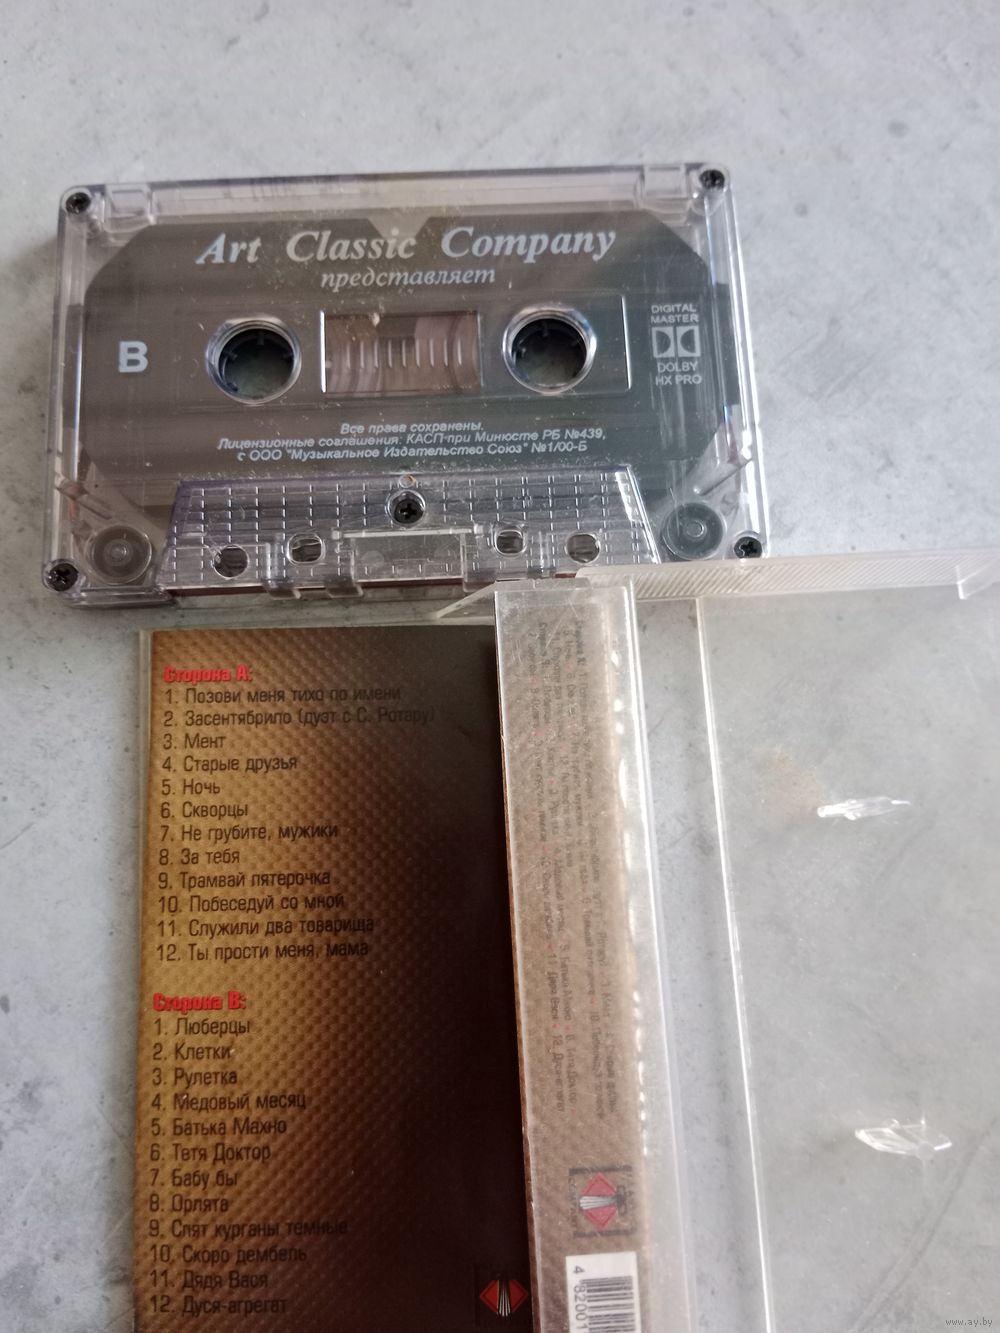 Art Classic Company
представляет
B
DIGITAL
MASTER
DOLBY
HX PRO
Все права сохранены.
Лицензионные соглашения: КАСП при Минюсте РБ №439,
с ООО "Музыкальное Издательство Союз" №1/00-Б
Сторона А:
1. Позови меня тихо по имени
2. Засентябрило (дуэт с С. Ротару)
3. Мент
4. Старые друзья
5. Ночь
6. Скворцы
7. Не грубите, мужики
8. За тебя
9. Трамвай пятерочка
10. Побеседуй со мной
11. Служили два товарища
12. Ты прости меня, мама
Сторона В:
1. Люберцы
2. Клетки
3. Рулетка
4. Медовый месяц
5. Батька Махно
6. Тетя Доктор
7. Бабу бы
8. Орлята
9. Спят курганы темные
10. Скоро дембель
11. Дядя Вася
12. Дуся-агрегат
4 82001
www.ay.by